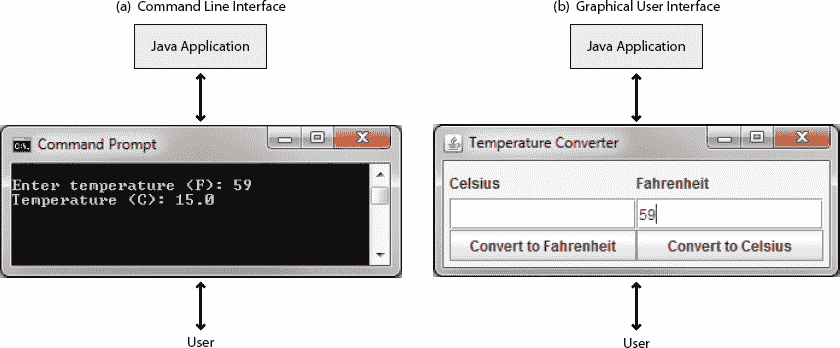 (a) Command Line Interface
Java Application
C:\.
Command Prompt
Enter temperature (F): 59
Temperature (C): 15.0
User
(b) Graphical User Interface
Java Application
Temperature Converter
Celsius
Fahrenheit
59
Convert to Fahrenheit
Convert to Celsius
User